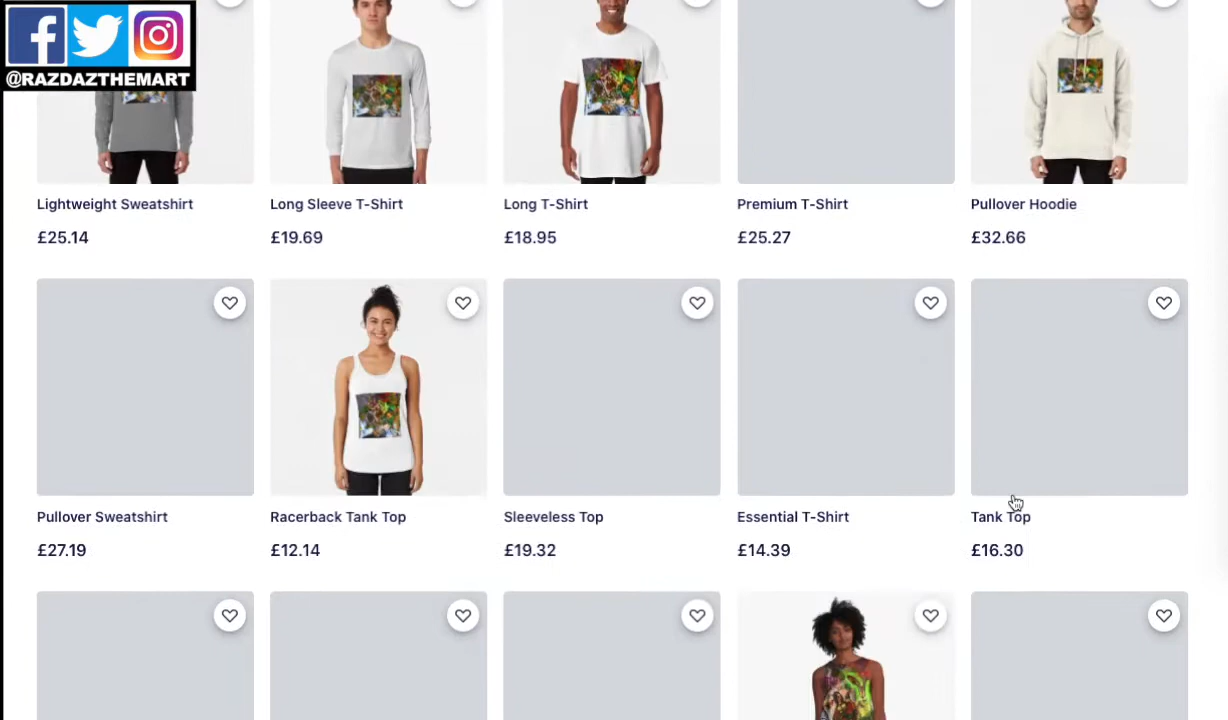 @RAZDAZTHEMART
Lightweight Sweatshirt
Long Sleeve T-Shirt
Long T-Shirt
Premium T-Shirt
Pullover Hoodie
£25.14
£19.69
£18.95
£25.27
£32.66
Pullover Sweatshirt
Racerback Tank Top
Sleeveless Top
Essential T-Shirt
Tank Top
£27.19
£12.14
£19.32
£14.39
£16.30